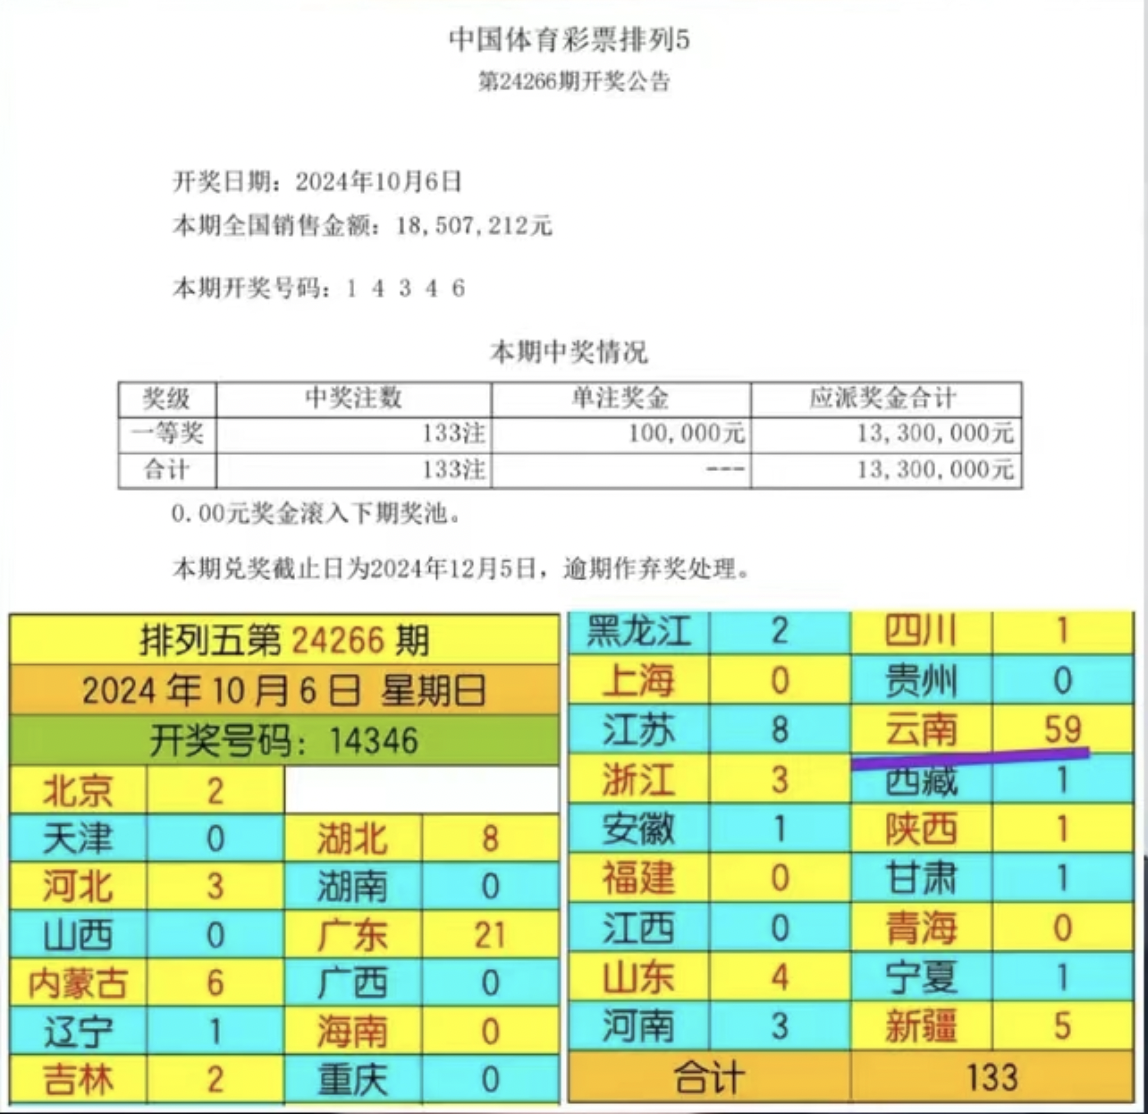 中国体育彩票排列5
第24266期开奖公告
开奖日期：2024年10月6日
本期全国销售金额：18,507,212元
本期开奖号码：1 4 3 4 6
本期中奖情况
奖级 中奖注数 单注奖金 应派奖金合计
一等奖 133注 100,000元 13,300,000元
合计 133注 --- 13,300,000元
0.00元奖金滚入下期奖池。
本期兑奖截止日为2024年12月5日，逾期作弃奖处理。
排列五第 24266 期
2024 年 10 月 6 日 星期日
开奖号码：14346
北京 2
天津 0 湖北 8
河北 3 湖南 0
山西 0 广东 21
内蒙古 6 广西 0
辽宁 1 海南 0
吉林 2 重庆 0
黑龙江 2 四川 1
上海 0 贵州 0
江苏 8 云南 59
浙江 3 西藏 1
安徽 1 陕西 1
福建 0 甘肃 1
江西 0 青海 0
山东 4 宁夏 1
河南 3 新疆 5
合计 133